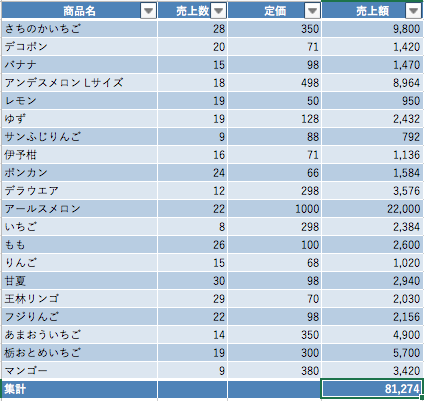 商品名 売上数 定価 売上額
さちのかいちご 28 350 9,800
デコポン 20 71 1,420
バナナ 15 98 1,470
アンデスメロン Lサイズ 18 498 8,964
レモン 19 50 950
ゆず 19 128 2,432
サンふじりんご 9 88 792
伊予柑 16 71 1,136
ポンカン 24 66 1,584
デラウエア 12 298 3,576
アールスメロン 22 1000 22,000
いちご 8 298 2,384
もも 26 100 2,600
りんご 15 68 1,020
甘夏 30 98 2,940
王林リンゴ 29 70 2,030
フジりんご 22 98 2,156
あまおういちご 14 350 4,900
栃おとめいちご 19 300 5,700
マンゴー 9 380 3,420
集計 81,274